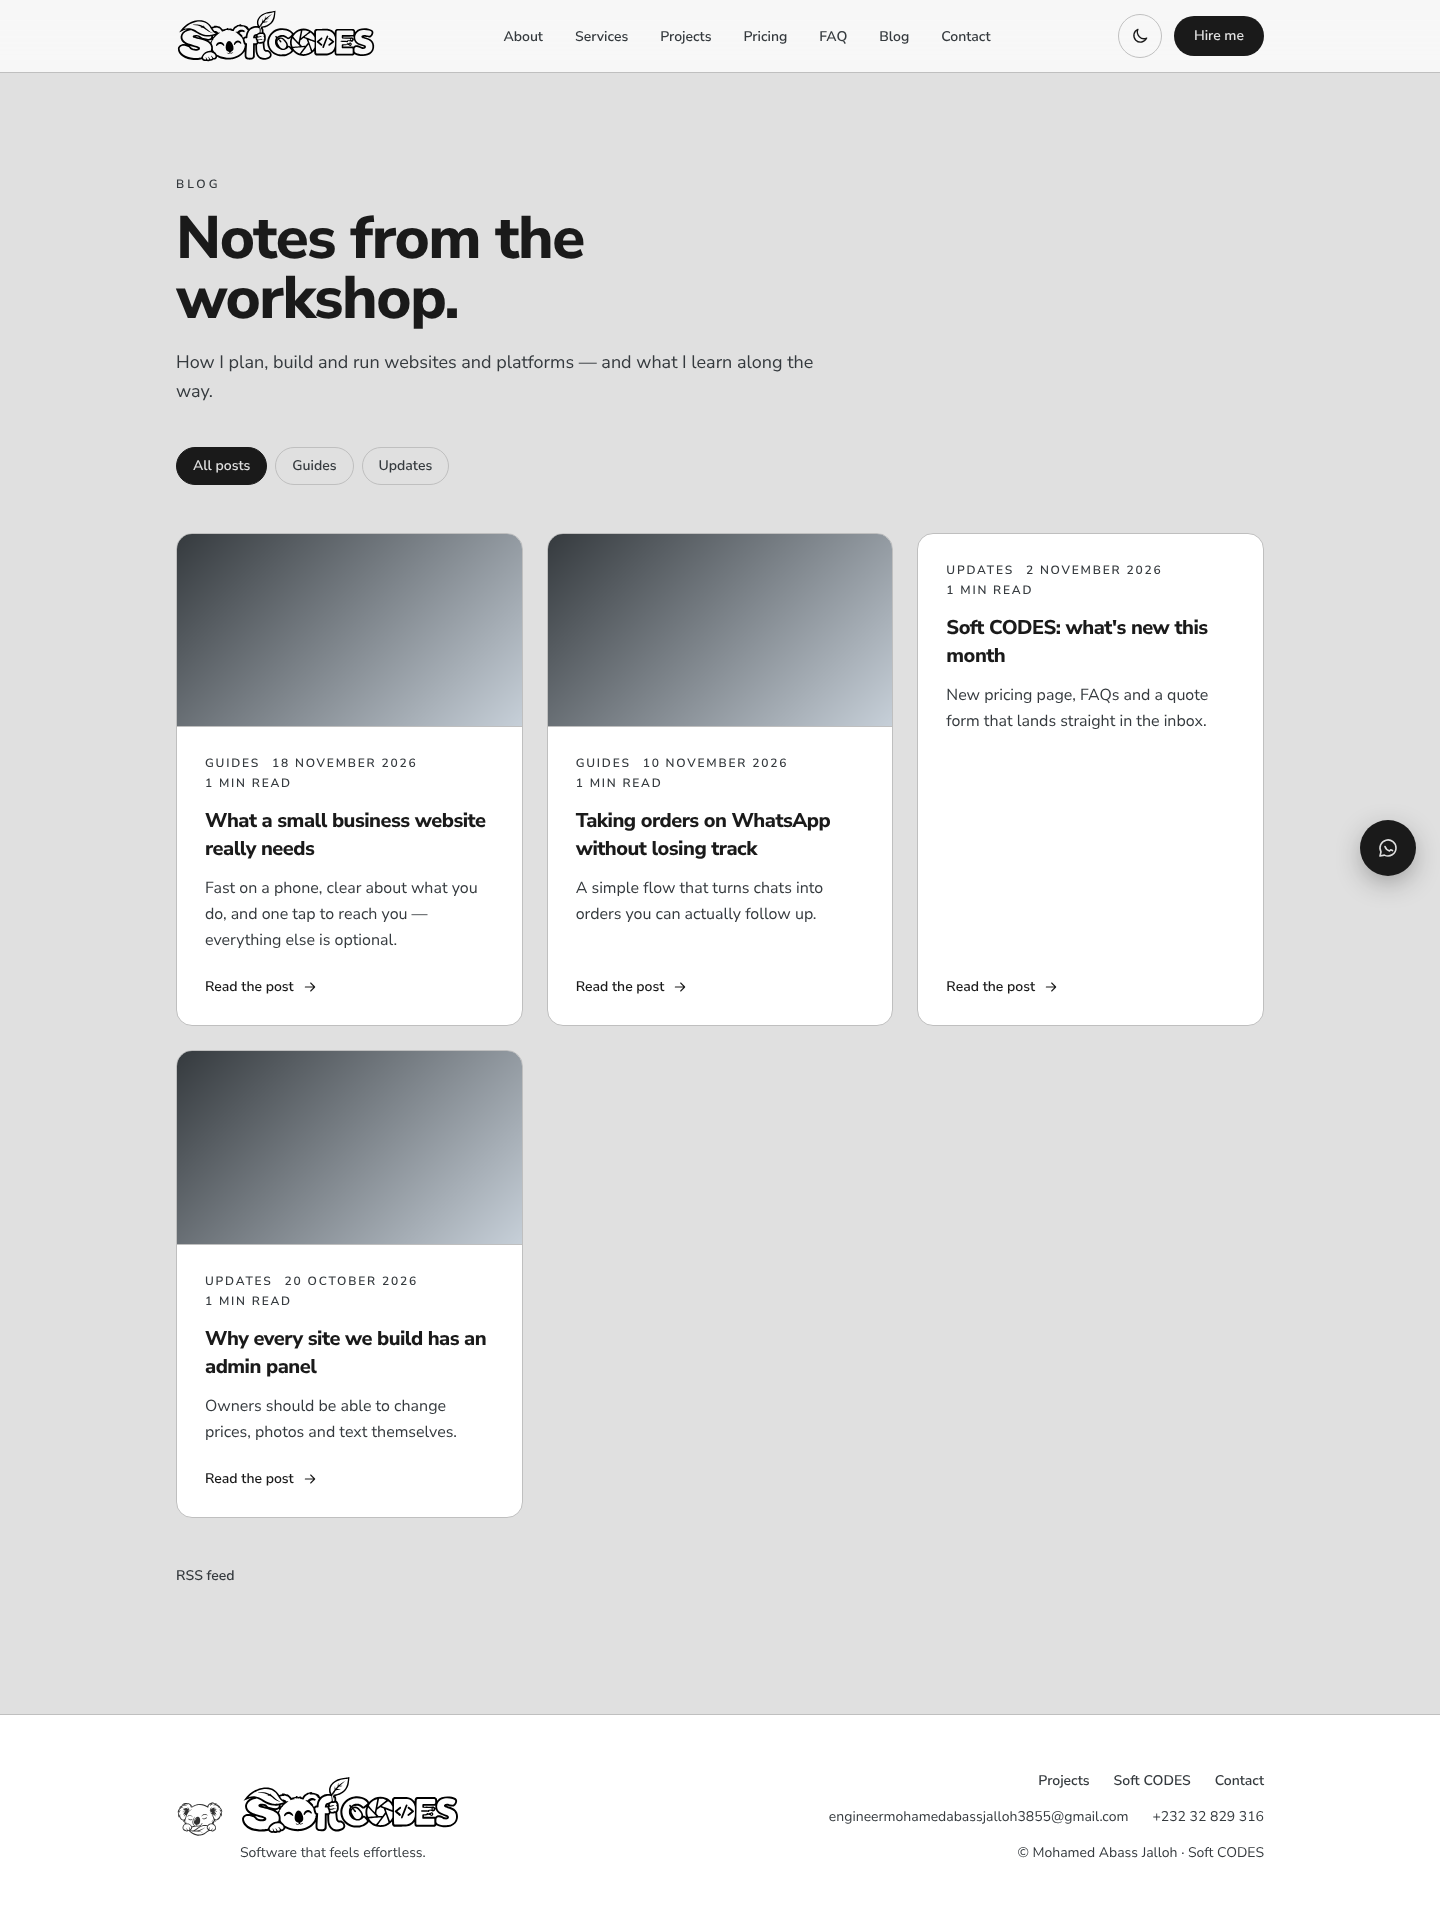 Soft CODES
About
Services
Projects
Pricing
FAQ
Blog
Contact
Hire me
BLOG
Notes from the
workshop.
How I plan, build and run websites and platforms — and what I learn along the
way.
All posts
Guides
Updates
GUIDES 18 NOVEMBER 2026
1 MIN READ
What a small business website
really needs
Fast on a phone, clear about what you
do, and one tap to reach you —
everything else is optional.
Read the post →
GUIDES 10 NOVEMBER 2026
1 MIN READ
Taking orders on WhatsApp
without losing track
A simple flow that turns chats into
orders you can actually follow up.
Read the post →
UPDATES 2 NOVEMBER 2026
1 MIN READ
Soft CODES: what's new this
month
New pricing page, FAQs and a quote
form that lands straight in the inbox.
Read the post →
UPDATES 20 OCTOBER 2026
1 MIN READ
Why every site we build has an
admin panel
Owners should be able to change
prices, photos and text themselves.
Read the post →
RSS feed
Soft CODES
Software that feels effortless.
Projects Soft CODES Contact
engineermohamedabassjalloh3855@gmail.com +232 32 829 316
© Mohamed Abass Jalloh · Soft CODES